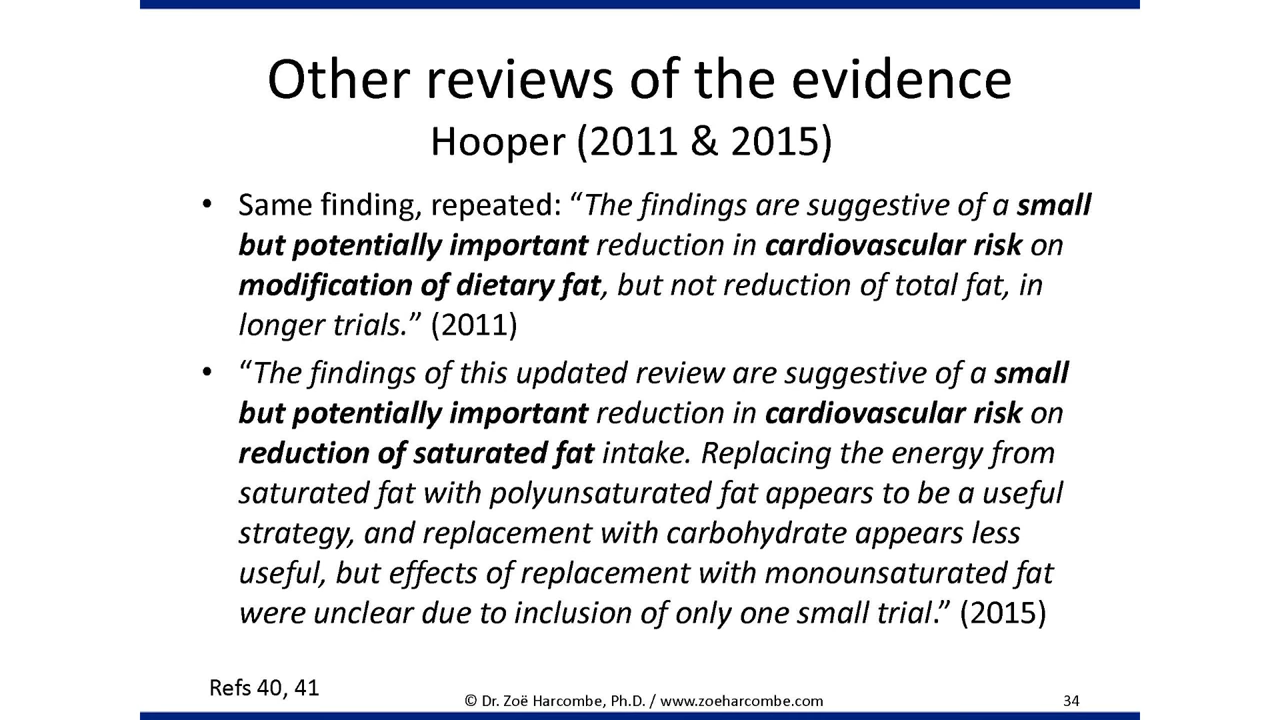 Other reviews of the evidence
Hooper (2011 & 2015)
• Same finding, repeated: “The findings are suggestive of a small
but potentially important reduction in cardiovascular risk on
modification of dietary fat, but not reduction of total fat, in
longer trials.” (2011)
• “The findings of this updated review are suggestive of a small
but potentially important reduction in cardiovascular risk on
reduction of saturated fat intake. Replacing the energy from
saturated fat with polyunsaturated fat appears to be a useful
strategy, and replacement with carbohydrate appears less
useful, but effects of replacement with monounsaturated fat
were unclear due to inclusion of only one small trial.” (2015)
Refs 40, 41
© Dr. Zoë Harcombe, Ph.D. / www.zoeharcombe.com
34